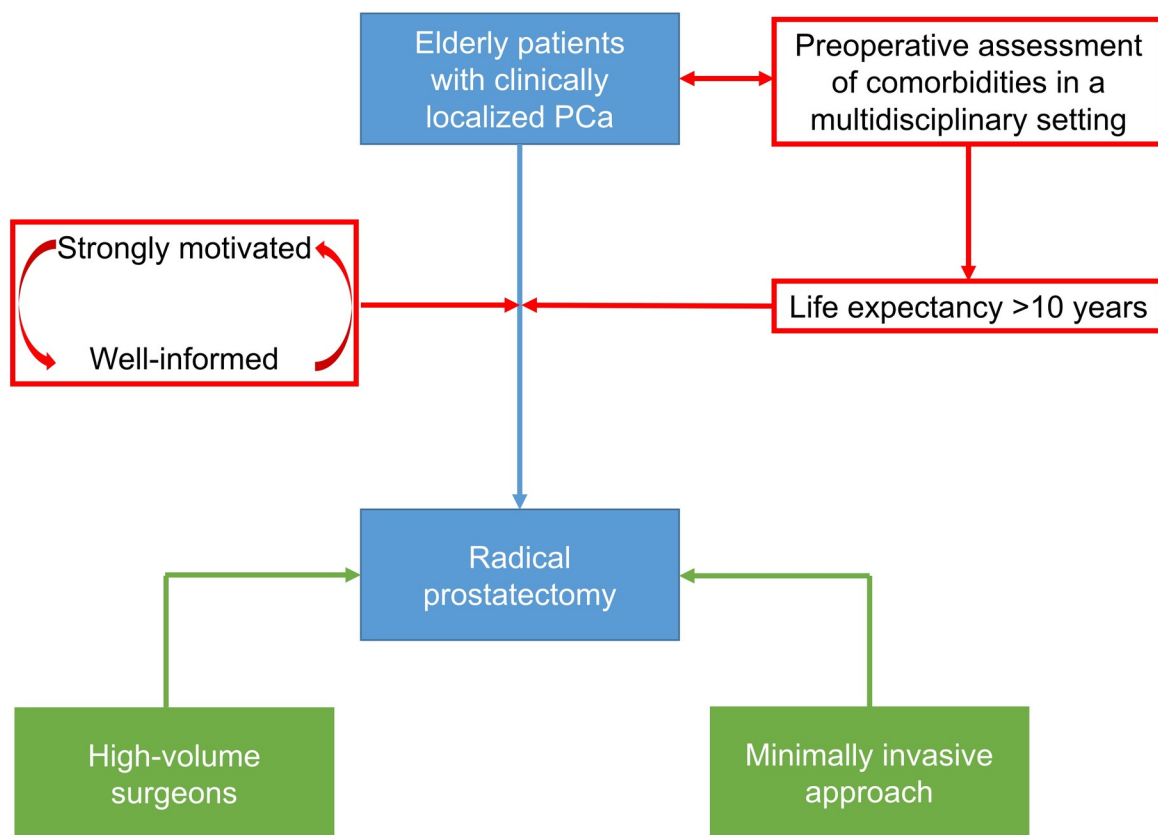 Elderly patients
with clinically
localized PCa
Preoperative assessment
of comorbidities in a
multidisciplinary setting
Strongly motivated
Well-informed
Life expectancy >10 years
Radical
prostatectomy
High-volume
surgeons
Minimally invasive
approach